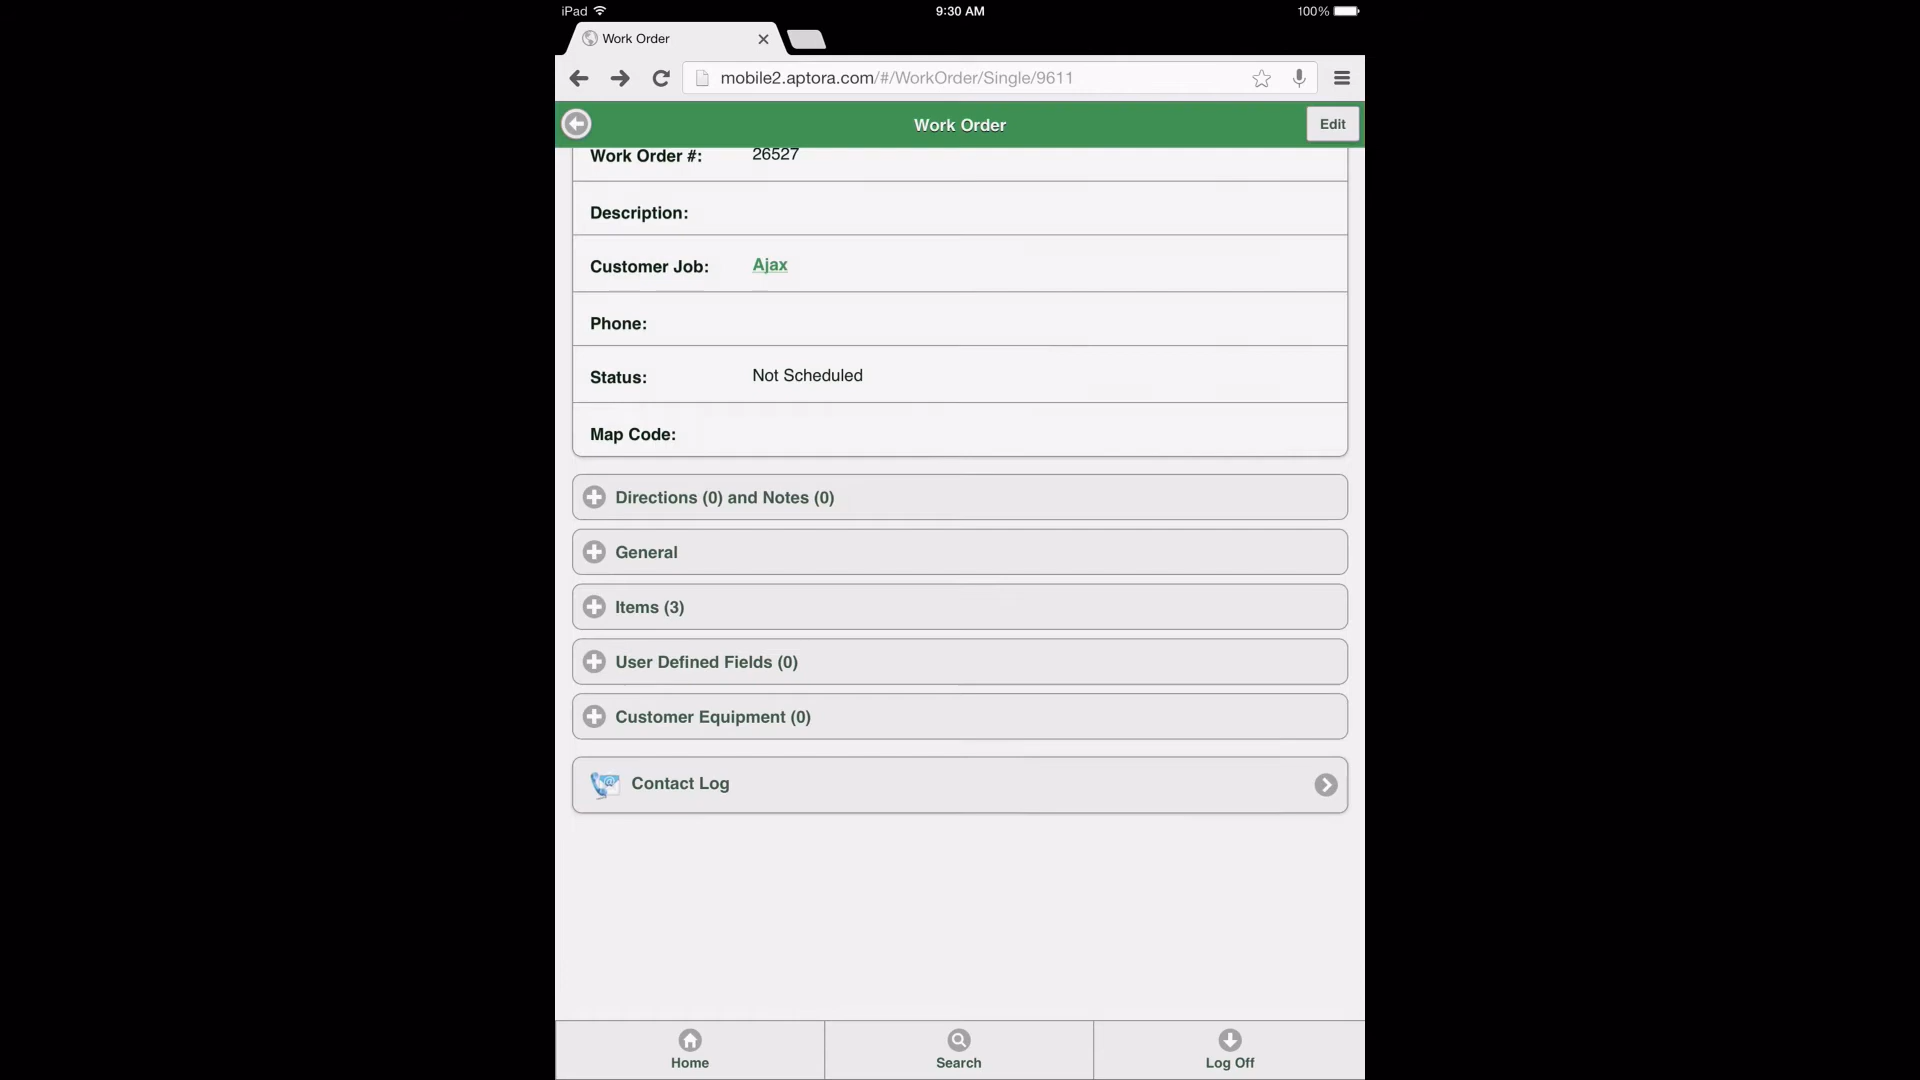 iPad 9:30 AM 100%
Work Order
mobile2.aptora.com/#/WorkOrder/Single/9611
Work Order Edit
Work Order #: 26527
Description:
Customer Job: Ajax
Phone:
Status: Not Scheduled
Map Code:
Directions (0) and Notes (0)
General
Items (3)
User Defined Fields (0)
Customer Equipment (0)
Contact Log
Home Search Log Off